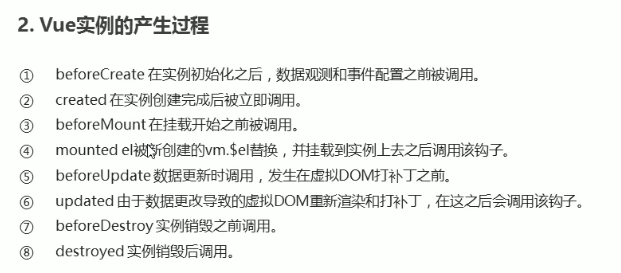 2. Vue实例的产生过程
① beforeCreate 在实例初始化之后，数据观测和事件配置之前被调用。
② created 在实例创建完成后被立即调用。
③ beforeMount 在挂载开始之前被调用。
④ mounted el被新创建的vm.$el替换，并挂载到实例上去之后调用该钩子。
⑤ beforeUpdate 数据更新时调用，发生在虚拟DOM打补丁之前。
⑥ updated 由于数据更改导致的虚拟DOM重新渲染和打补丁，在这之后会调用该钩子。
⑦ beforeDestroy 实例销毁之前调用。
⑧ destroyed 实例销毁后调用。